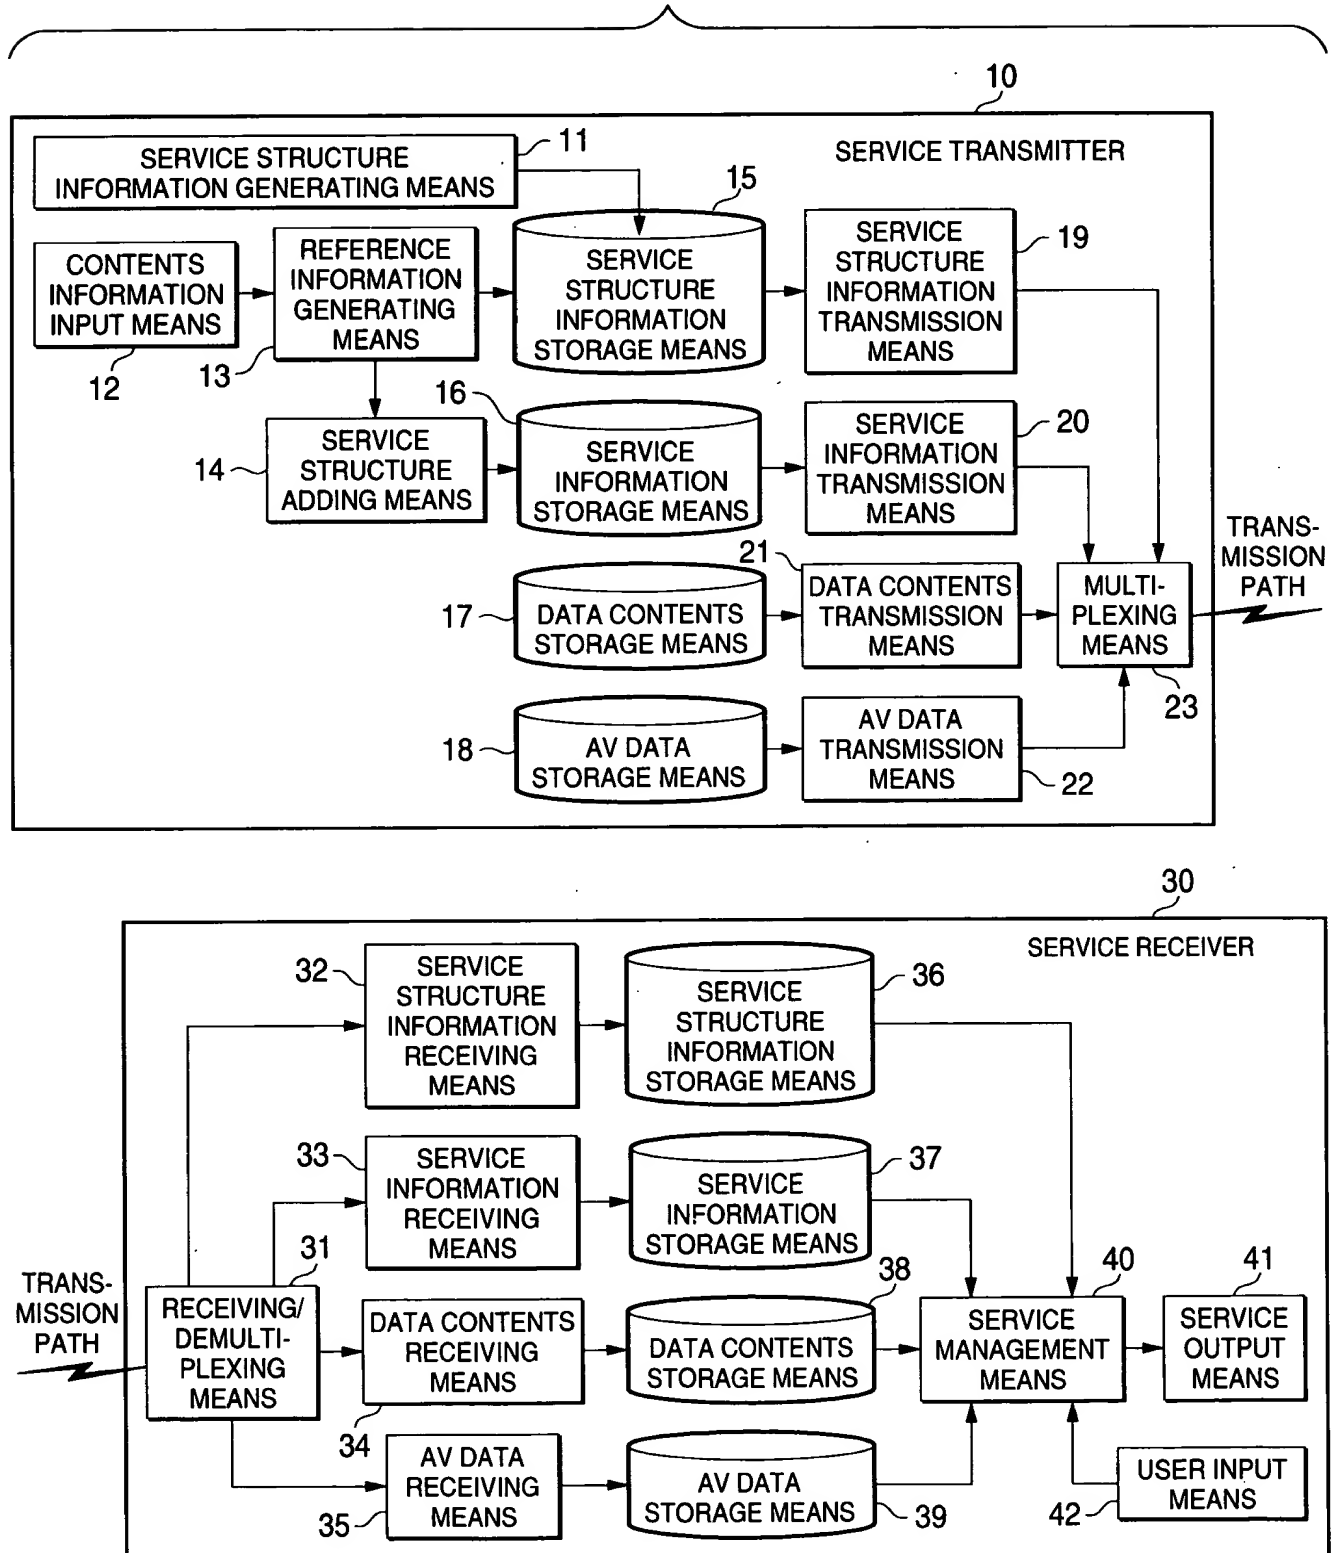 10
SERVICE TRANSMITTER
SERVICE STRUCTURE
INFORMATION GENERATING MEANS
11
CONTENTS
INFORMATION
INPUT MEANS
12
REFERENCE
INFORMATION
GENERATING
MEANS
13
SERVICE
STRUCTURE
ADDING MEANS
14
SERVICE
STRUCTURE
INFORMATION
STORAGE MEANS
15
SERVICE
STRUCTURE
INFORMATION
TRANSMISSION
MEANS
19
16
SERVICE
INFORMATION
STORAGE MEANS
SERVICE
INFORMATION
TRANSMISSION
MEANS
20
17
DATA CONTENTS
STORAGE MEANS
21
DATA CONTENTS
TRANSMISSION
MEANS
18
AV DATA
STORAGE MEANS
AV DATA
TRANSMISSION
MEANS
22
MULTI-
PLEXING
MEANS
23
TRANS-
MISSION
PATH
30
SERVICE RECEIVER
32
SERVICE
STRUCTURE
INFORMATION
RECEIVING
MEANS
SERVICE
STRUCTURE
INFORMATION
STORAGE MEANS
36
33
SERVICE
INFORMATION
RECEIVING
MEANS
SERVICE
INFORMATION
STORAGE MEANS
37
TRANS-
MISSION
PATH
31
RECEIVING/
DEMULTI-
PLEXING
MEANS
DATA CONTENTS
RECEIVING
MEANS
34
38
DATA CONTENTS
STORAGE MEANS
AV DATA
RECEIVING
MEANS
35
AV DATA
STORAGE MEANS
39
40
SERVICE
MANAGEMENT
MEANS
41
SERVICE
OUTPUT
MEANS
USER INPUT
MEANS
42